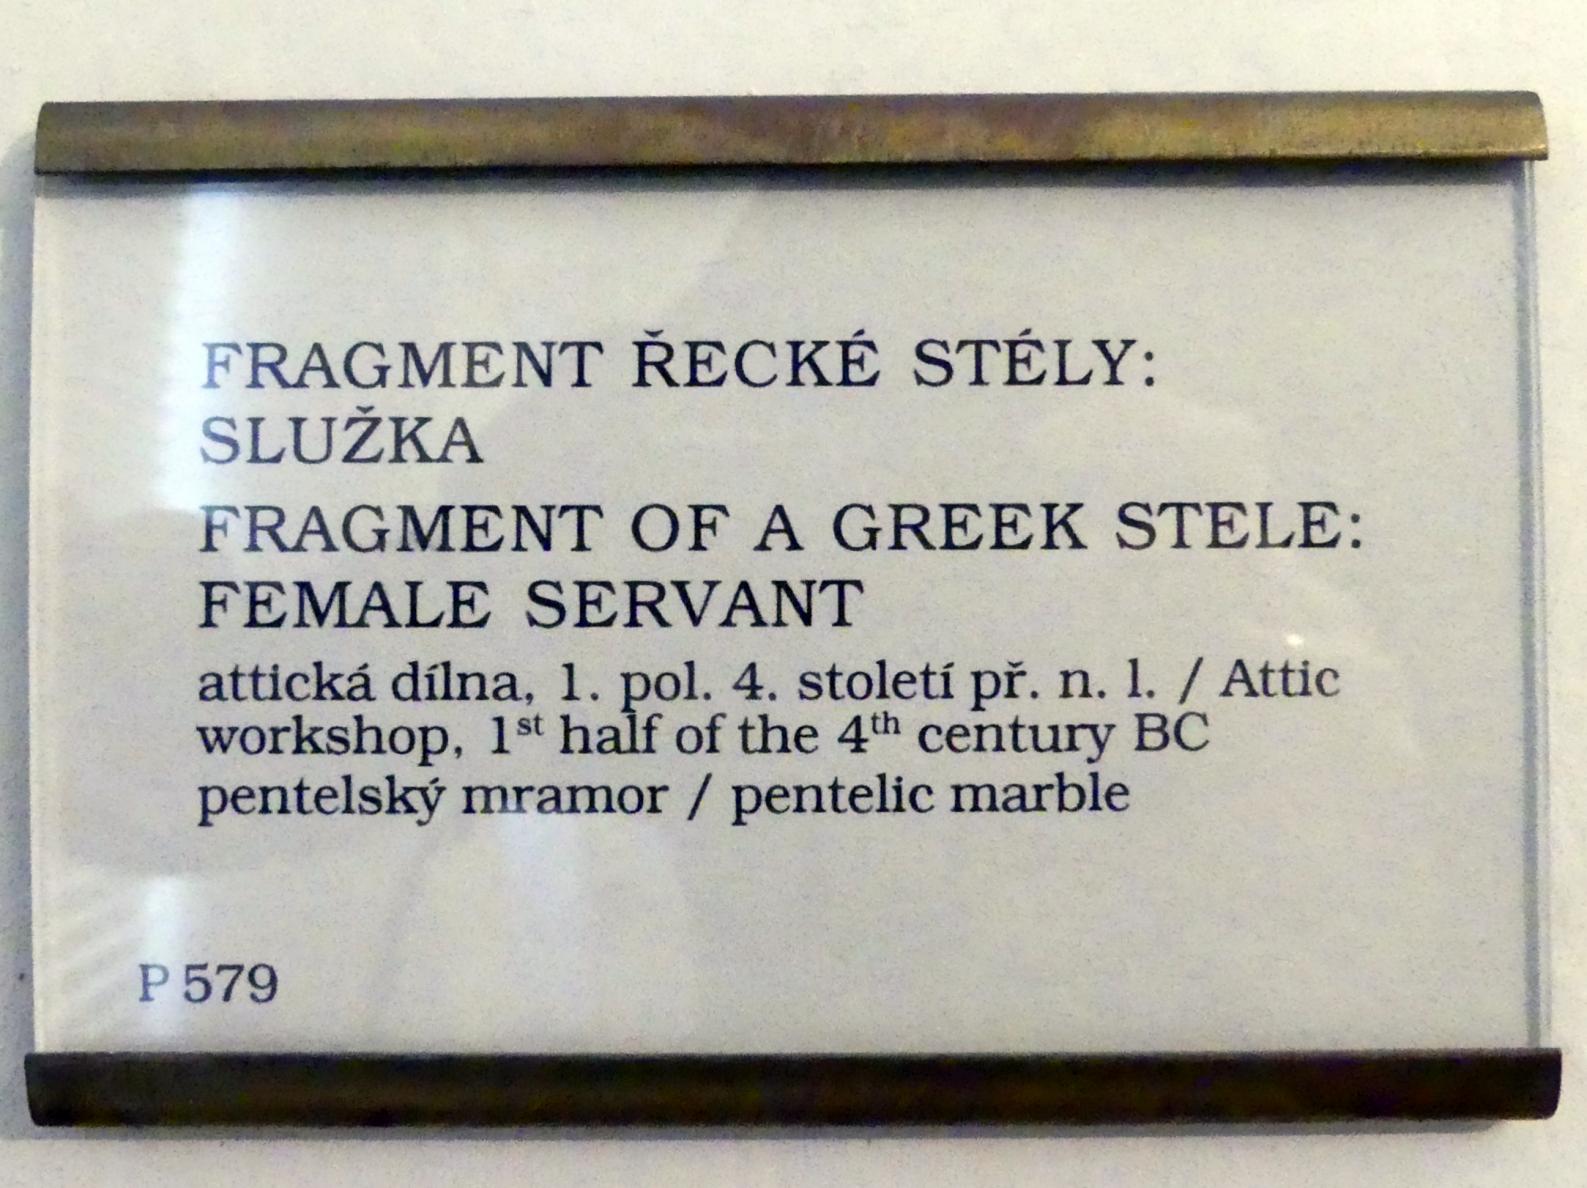 FRAGMENT ŘECKÉ STÉLY:
SLUŽKA
FRAGMENT OF A GREEK STELE:
FEMALE SERVANT
attická dílna, 1. pol. 4. století př. n. l. / Attic
workshop, 1st half of the 4th century BC
pentelský mramor / pentelic marble
P 579